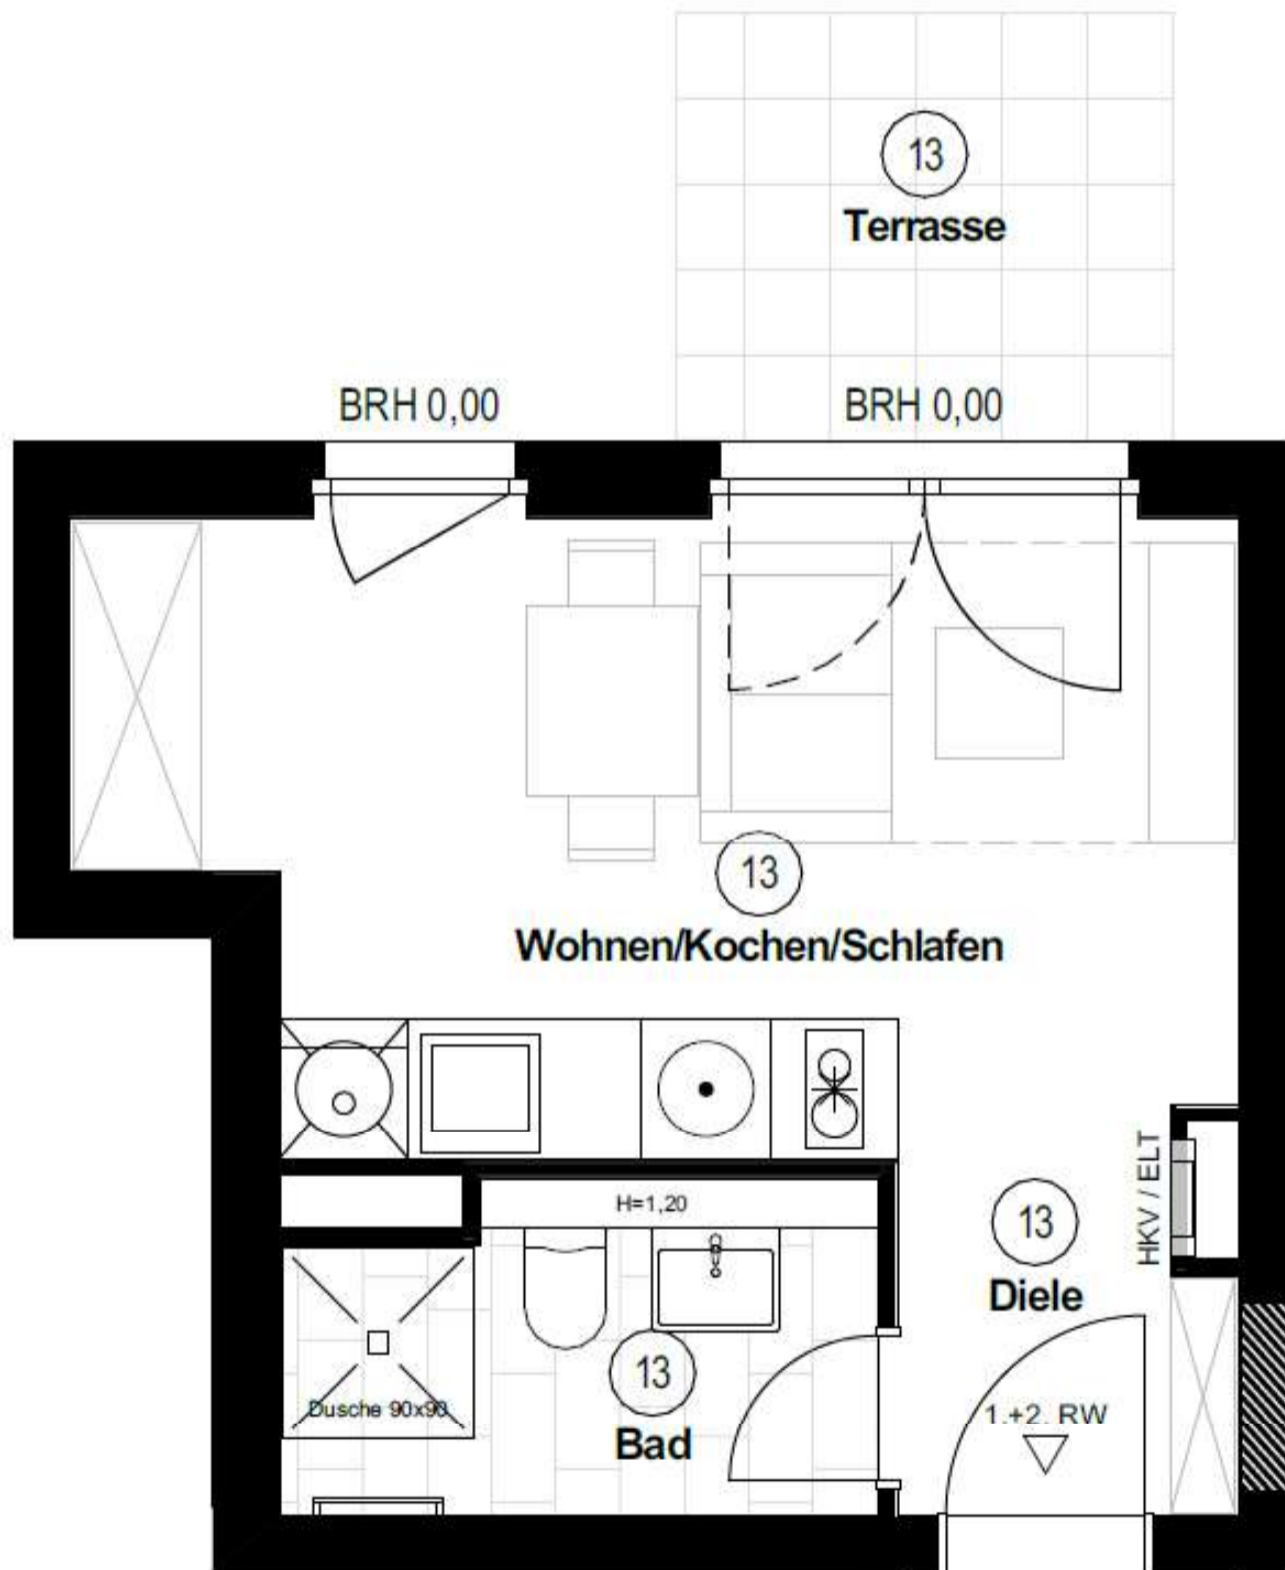 13
Terrasse
BRH 0,00
BRH 0,00
13
Wohnen/Kochen/Schlafen
HKV / ELT
H=1,20
13
Diele
13
Dusche 90x90
Bad
1.+2. RW